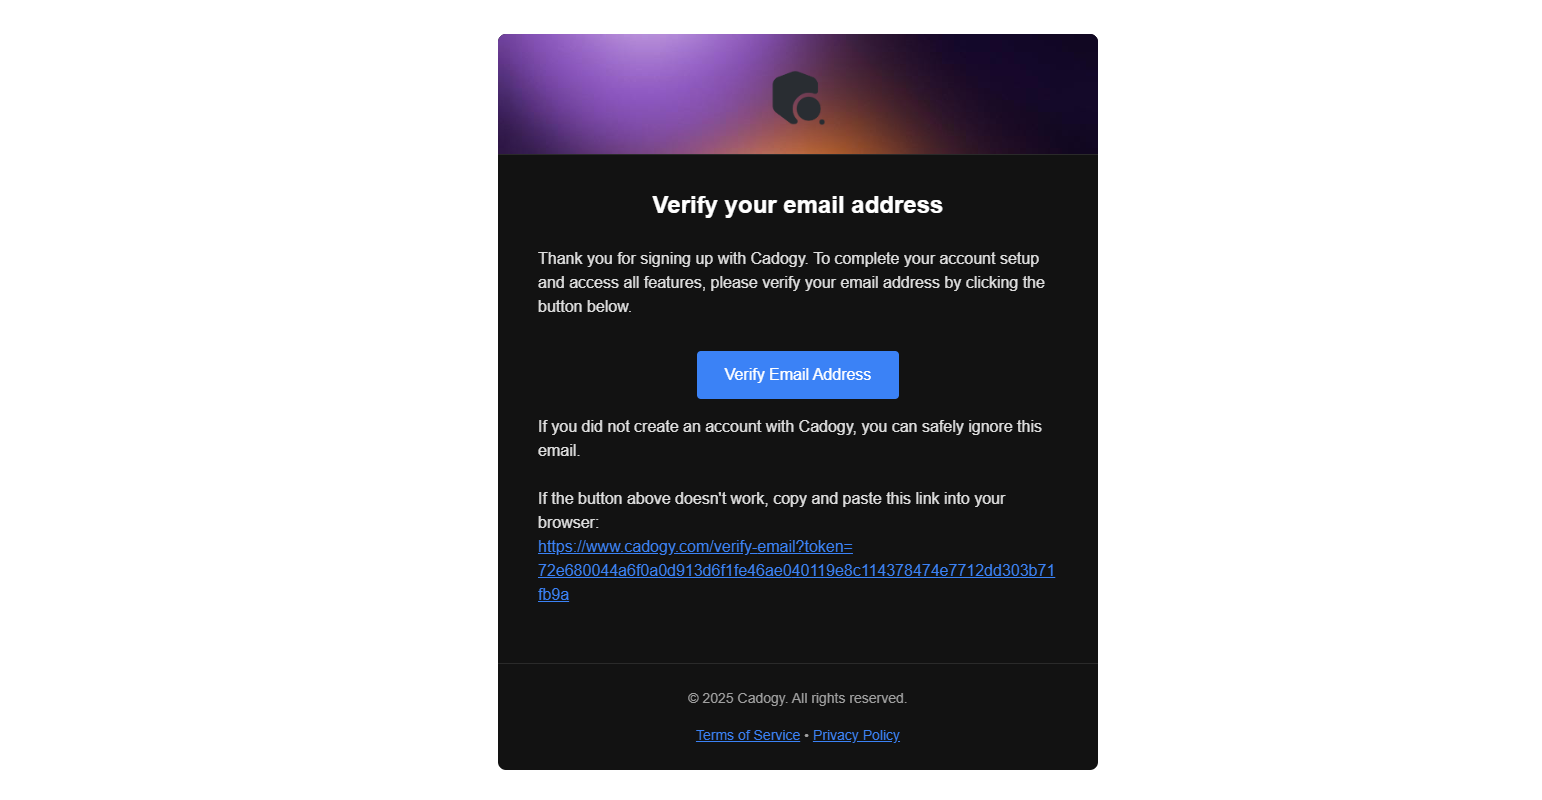 Verify your email address
Thank you for signing up with Cadogy. To complete your account setup
and access all features, please verify your email address by clicking the
button below.
Verify Email Address
If you did not create an account with Cadogy, you can safely ignore this
email.
If the button above doesn't work, copy and paste this link into your
browser:
https://www.cadogy.com/verify-email?token=
72e680044a6f0a0d913d6f1fe46ae040119e8c114378474e7712dd303b71
fb9a
© 2025 Cadogy. All rights reserved.
Terms of Service • Privacy Policy